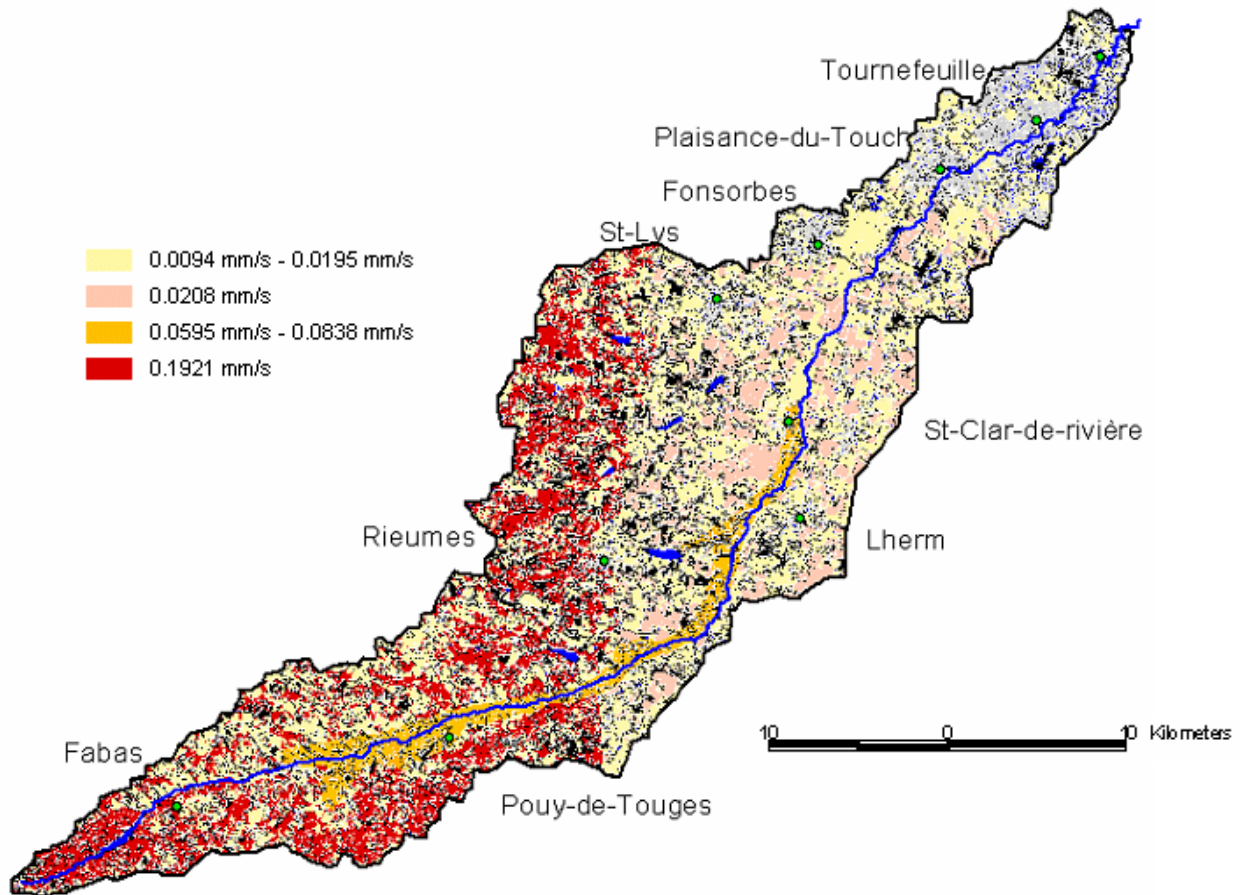 Tournefeuille
Plaisance-du-Touch
Fonsorbes
St-Lys
0.0094 mm/s - 0.0195 mm/s
0.0208 mm/s
0.0595 mm/s - 0.0838 mm/s
0.1921 mm/s
St-Clar-de-rivière
Rieumes
Lherm
Fabas
10 0 10 Kilometers
Pouy-de-Touges